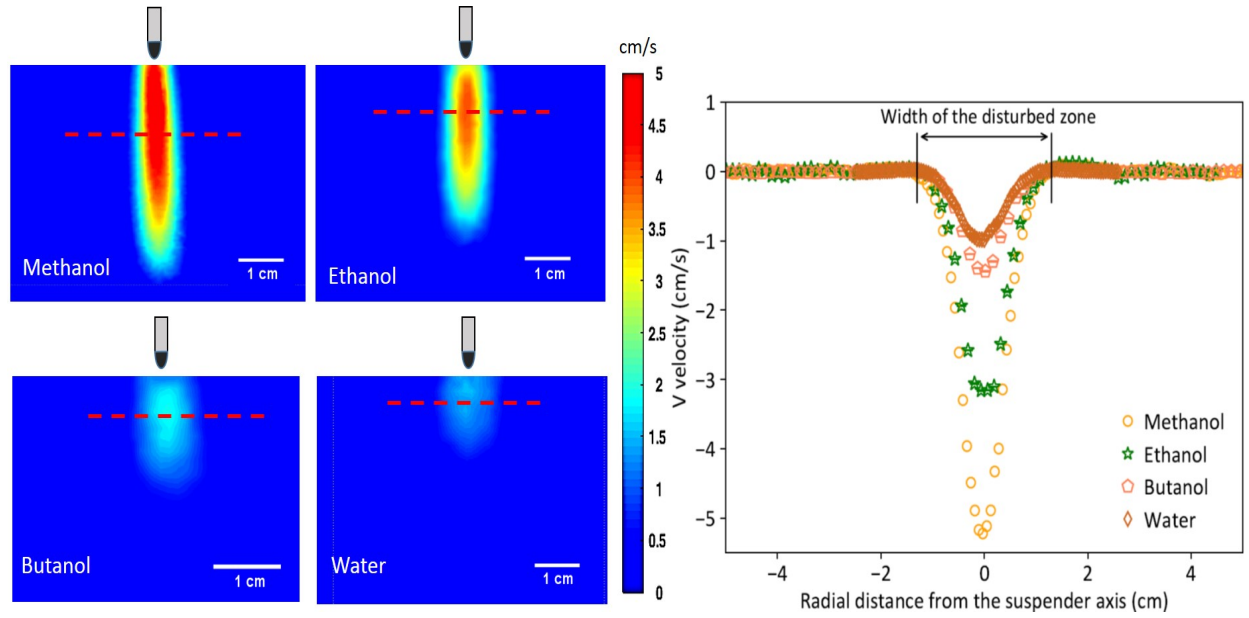 Methanol
1 cm
Ethanol
1 cm
Butanol
1 cm
Water
1 cm
cm/s
5
4.5
4
3.5
3
2.5
2
1.5
1
0.5
0
Width of the disturbed zone
V velocity (cm/s)
1
0
−1
−2
−3
−4
−5
Methanol
Ethanol
Butanol
Water
−4
−2
0
2
4
Radial distance from the suspender axis (cm)